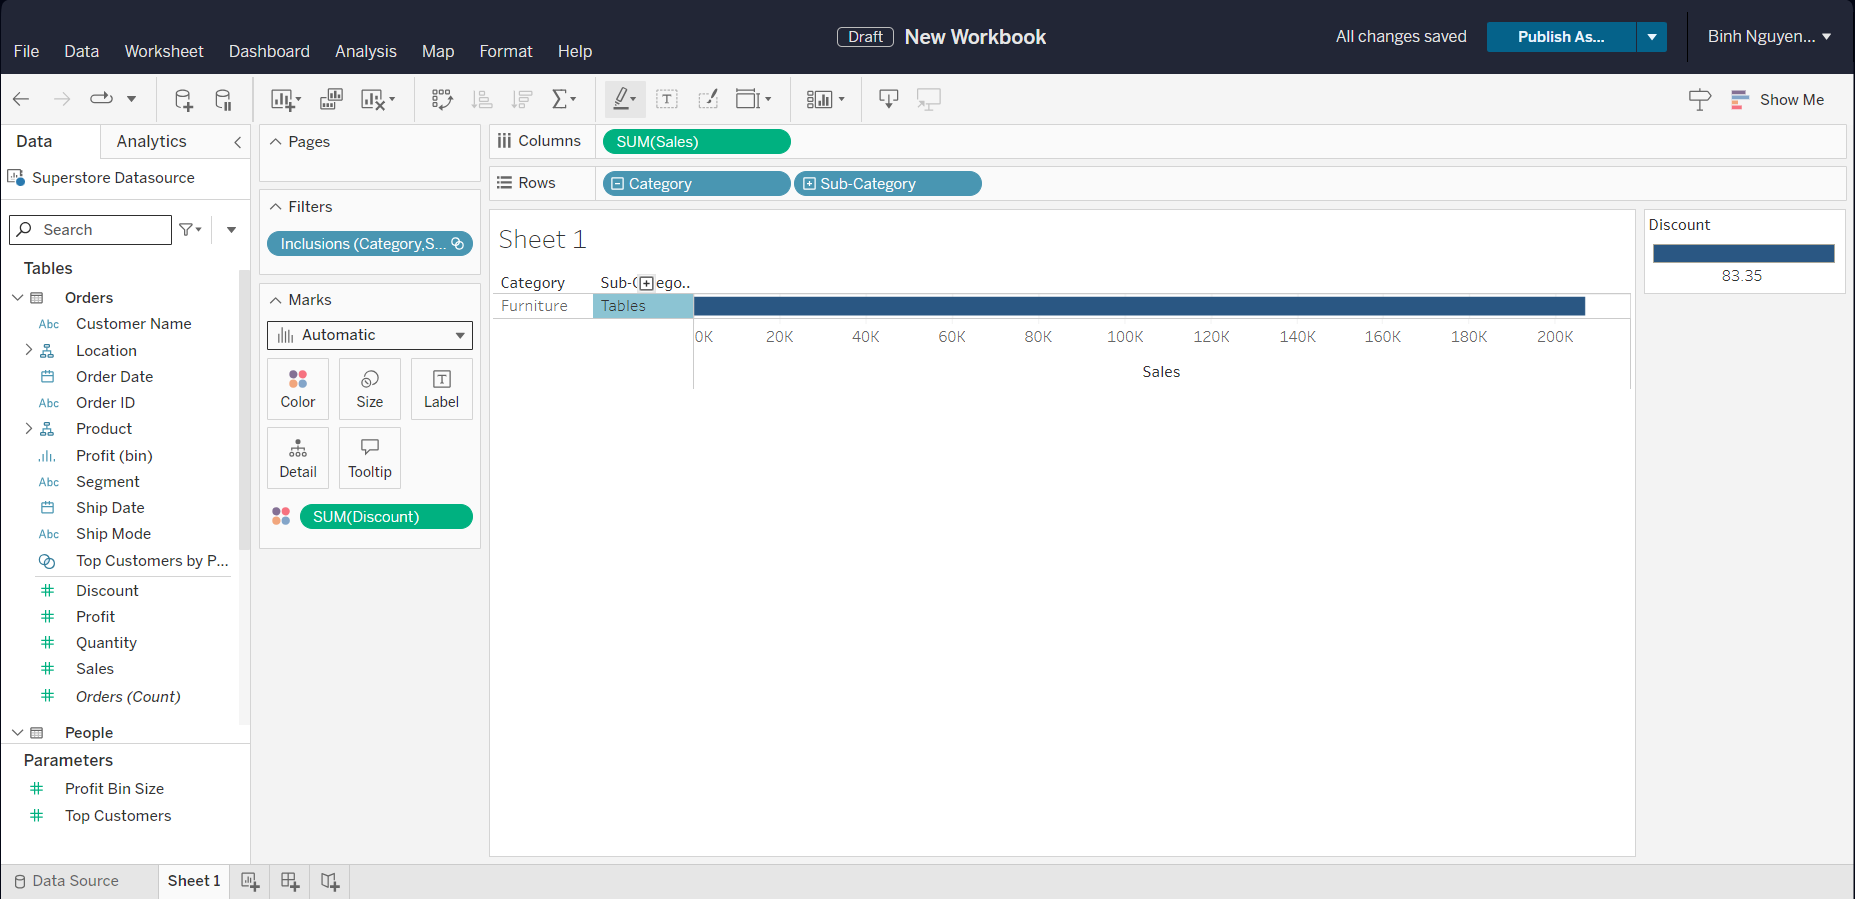 Draft New Workbook
File Data Worksheet Dashboard Analysis Map Format Help
All changes saved
Publish As...
Binh Nguyen...
Show Me
Data Analytics
Superstore Datasource
Search
Tables
Orders
Abc Customer Name
Location
Order Date
Abc Order ID
Product
Profit (bin)
Abc Segment
Ship Date
Abc Ship Mode
Top Customers by P...
Discount
Profit
Quantity
Sales
Orders (Count)
People
Parameters
Profit Bin Size
Top Customers
Pages
Filters
Inclusions (Category,S...
Marks
Automatic
Color Size Label
Detail Tooltip
SUM(Discount)
Columns SUM(Sales)
Rows Category Sub-Category
Sheet 1
Category Sub-C ego..
Furniture Tables
0K 20K 40K 60K 80K 100K 120K 140K 160K 180K 200K
Sales
Discount
83.35
Data Source Sheet 1